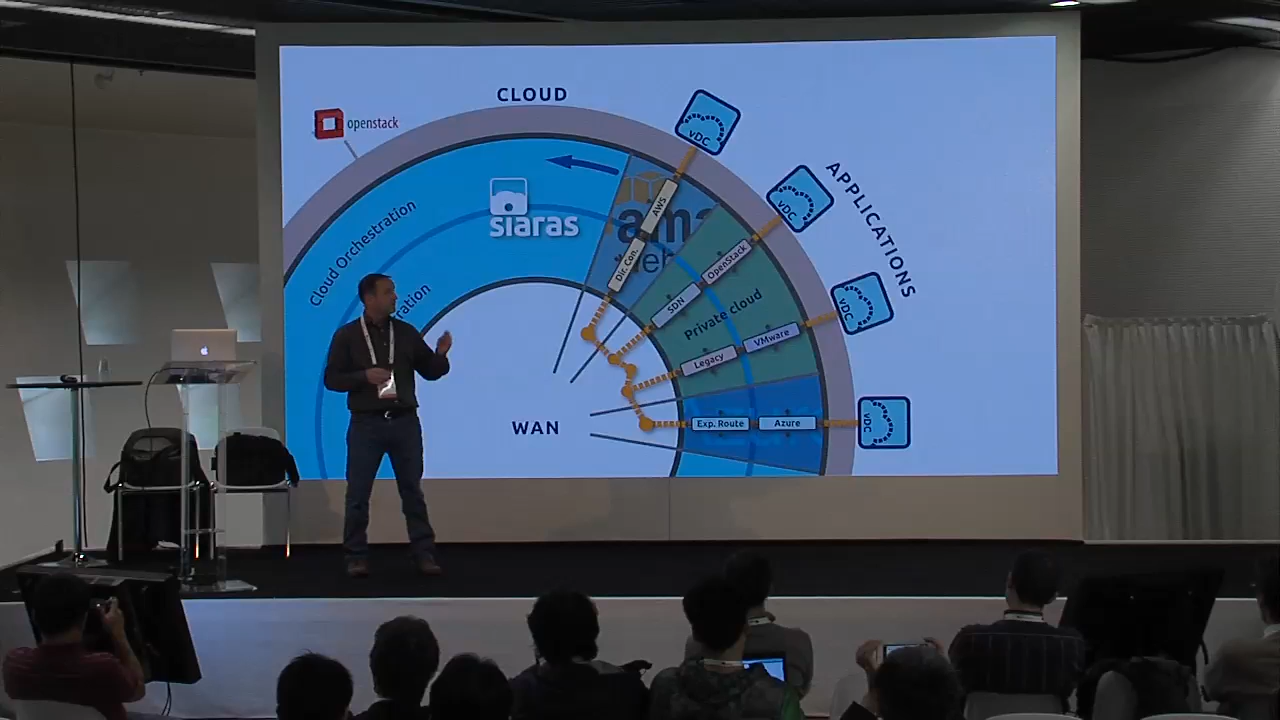 CLOUD
openstack
vDC
vDC
vDC
vDC
APPLICATIONS
Cloud Orchestration
siaras
AWS
Dir. Con.
OpenStack
SDN
Private cloud
VMware
Legacy
Exp. Route
Azure
WAN